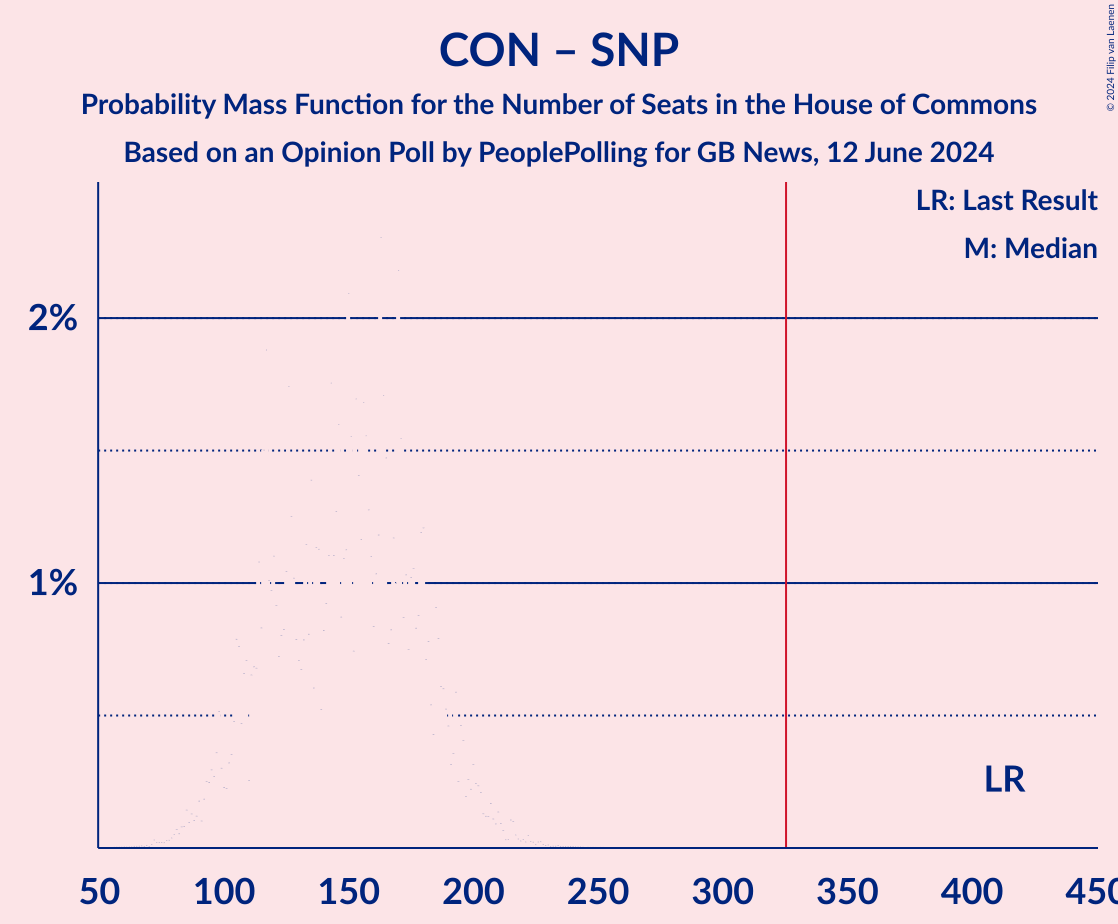 CON – SNP
Probability Mass Function for the Number of Seats in the House of Commons
Based on an Opinion Poll by PeoplePolling for GB News, 12 June 2024
© 2024 Filip van Laenen
LR: Last Result
M: Median
2%
1%
LR
50 100 150 200 250 300 350 400 450